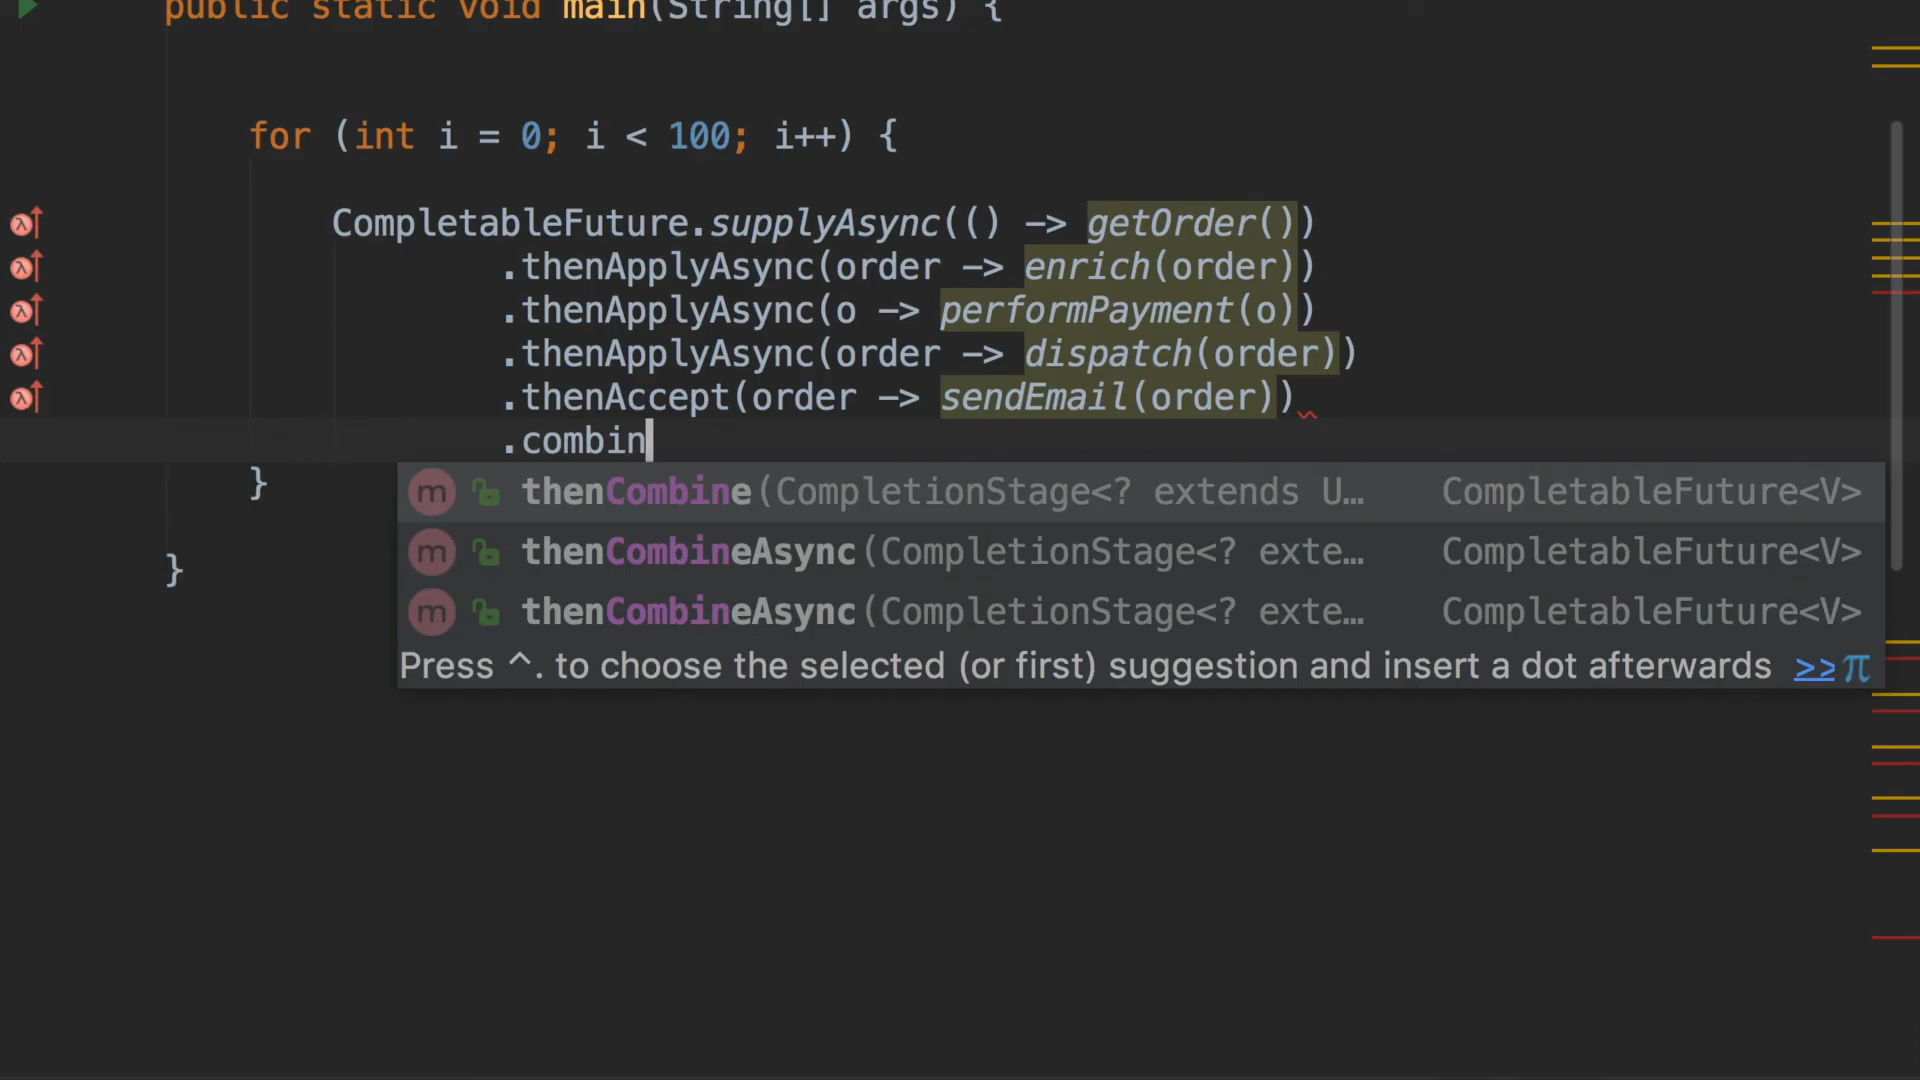 public static void main(String[] args) {
for (int i = 0; i < 100; i++) {
CompletableFuture.supplyAsync(() -> getOrder())
.thenApplyAsync(order -> enrich(order))
.thenApplyAsync(o -> performPayment(o))
.thenApplyAsync(order -> dispatch(order))
.thenAccept(order -> sendEmail(order))
.combin
}
m thenCombine(CompletionStage<? extends U… CompletableFuture<V>
m thenCombineAsync(CompletionStage<? exte… CompletableFuture<V>
}
m thenCombineAsync(CompletionStage<? exte… CompletableFuture<V>
Press ^. to choose the selected (or first) suggestion and insert a dot afterwards >> π